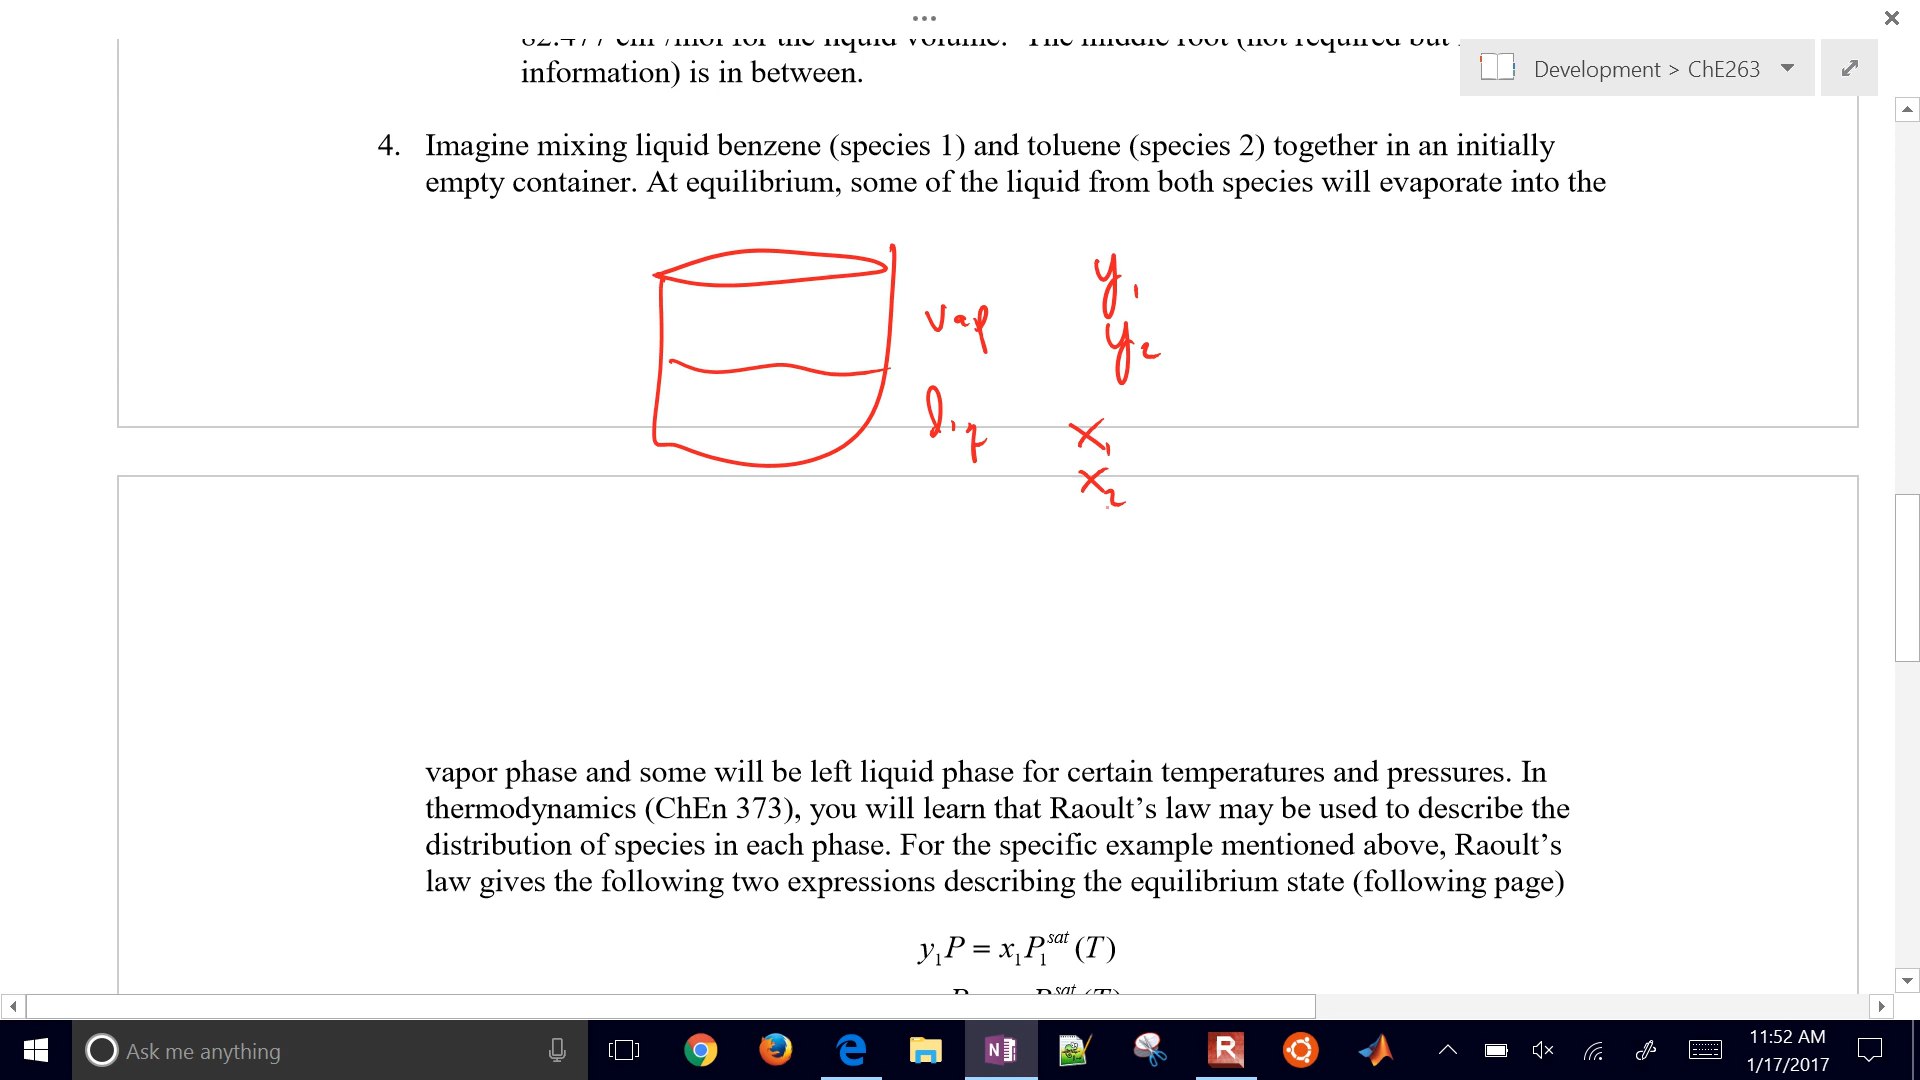 information) is in between.
Development > ChE263
4. Imagine mixing liquid benzene (species 1) and toluene (species 2) together in an initially
empty container. At equilibrium, some of the liquid from both species will evaporate into the
y1
vap
y2
liq
x1
x2
vapor phase and some will be left liquid phase for certain temperatures and pressures. In
thermodynamics (ChEn 373), you will learn that Raoult's law may be used to describe the
distribution of species in each phase. For the specific example mentioned above, Raoult's
law gives the following two expressions describing the equilibrium state (following page)
y₁P = x₁P₁ˢᵃᵗ(T)
Ask me anything
11:52 AM
1/17/2017